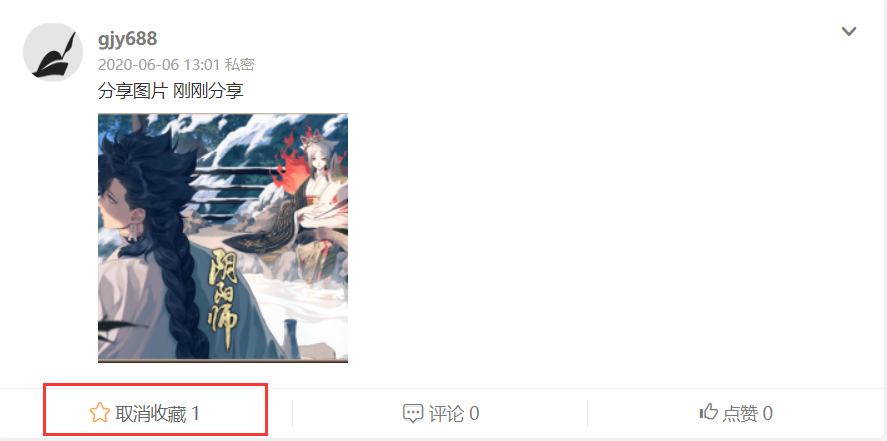 gjy688
2020-06-06 13:01 私密
分享图片 刚刚分享
阴阳师
取消收藏 1
评论 0
点赞 0